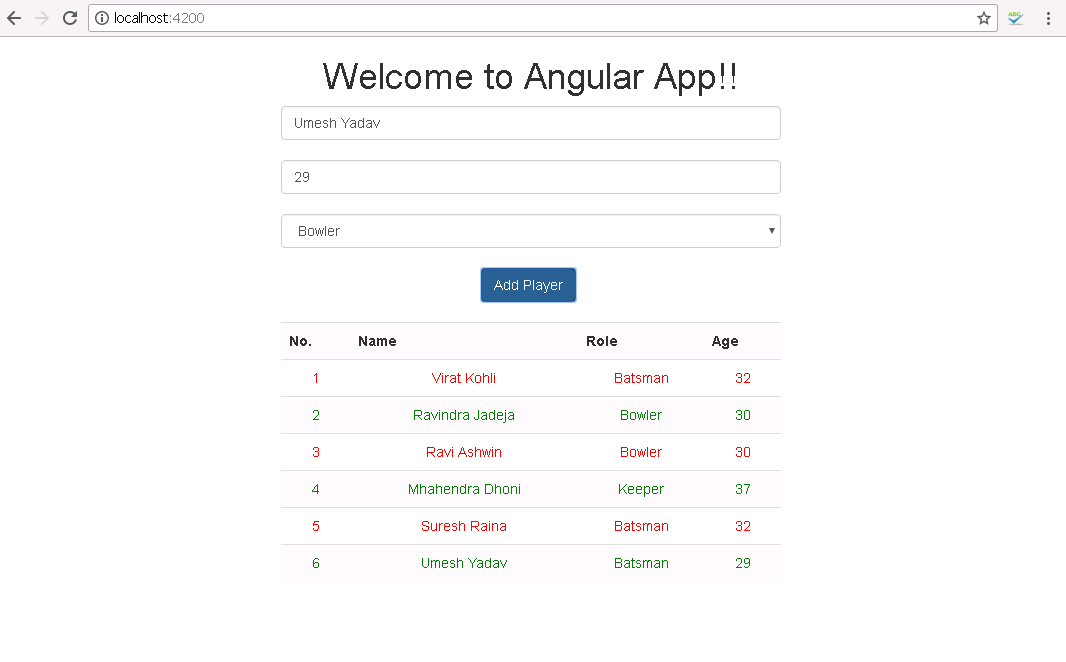 localhost:4200
ABC
Welcome to Angular App!!
Umesh Yadav
29
Bowler
Add Player
No. Name Role Age
1 Virat Kohli Batsman 32
2 Ravindra Jadeja Bowler 30
3 Ravi Ashwin Bowler 30
4 Mhahendra Dhoni Keeper 37
5 Suresh Raina Batsman 32
6 Umesh Yadav Batsman 29